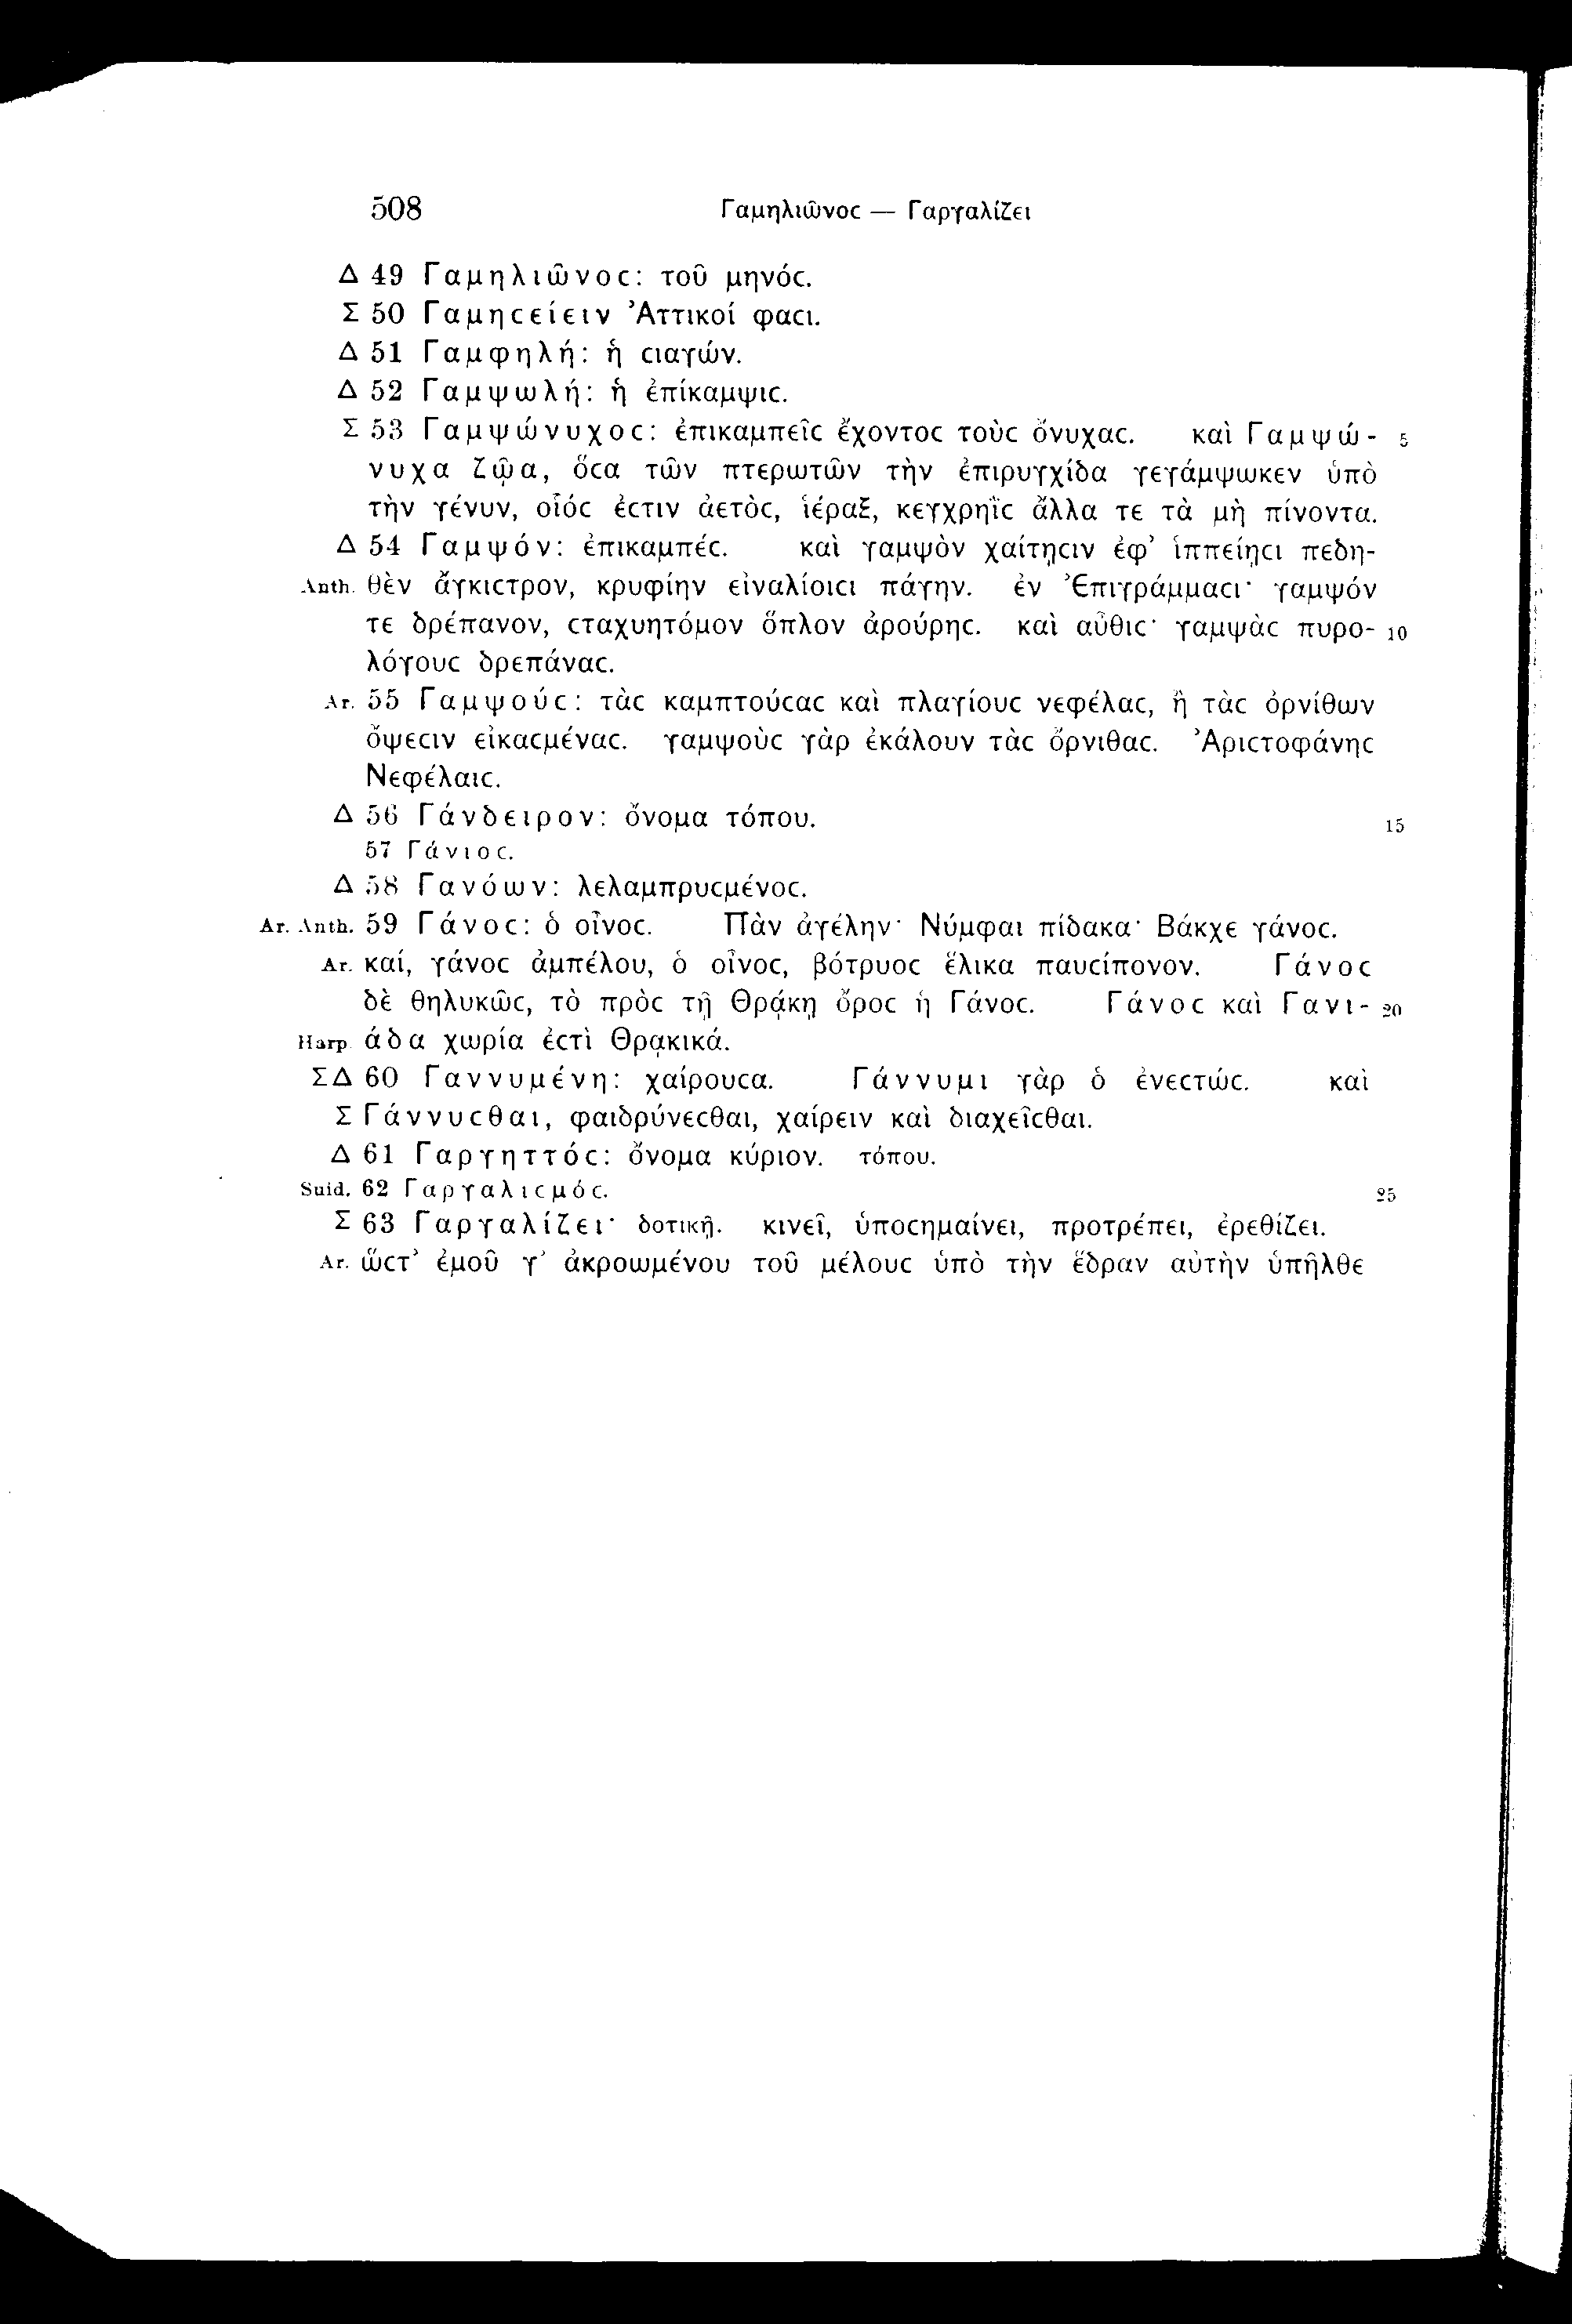 508 Γαμηλιῶνοϲ — Γαργαλίζει
Δ 49 Γαμηλιῶνοϲ: τοῦ μηνόϲ.
Σ 50 Γαμηϲείειν Ἀττικοί φαϲι.
Δ 51 Γαμφηλή: ἡ ϲιαγών.
Δ 52 Γαμψωλή: ἡ ἐπίκαμψιϲ.
Σ 53 Γαμψώνυχοϲ: ἐπικαμπεῖϲ ἔχοντοϲ τοὺϲ ὄνυχαϲ. καὶ Γαμψώ- 5
νυχα ζῷα, ὅϲα τῶν πτερωτῶν τὴν ἐπιρυγχίδα γεγάμψωκεν ὑπὸ
τὴν γένυν, οἷόϲ ἐϲτιν ἀετὸϲ, ἱέραξ, κεγχρηῒϲ ἄλλα τε τὰ μὴ πίνοντα.
Δ 54 Γαμψόν: ἐπικαμπέϲ. καὶ γαμψὸν χαίτῃϲιν ἐφ' ἱππείῃϲι πεδη-
Anth. θὲν ἄγκιϲτρον, κρυφίην εἰναλίοιϲι πάγην. ἐν Ἐπιγράμμαϲι· γαμψόν
τε δρέπανον, ϲταχυητόμον ὅπλον ἀρούρηϲ. καὶ αὖθιϲ· γαμψὰϲ πυρο- 10
λόγουϲ δρεπάναϲ.
Ar. 55 Γαμψούϲ: τὰϲ καμπτούϲαϲ καὶ πλαγίουϲ νεφέλαϲ, ἢ τὰϲ ὀρνίθων
ὄψεϲιν εἰκαϲμέναϲ. γαμψοὺϲ γὰρ ἐκάλουν τὰϲ ὄρνιθαϲ. Ἀριϲτοφάνηϲ
Νεφέλαιϲ.
Δ 56 Γάνδειρον: ὄνομα τόπου. 15
57 Γάνιοϲ.
Δ 58 Γανόων: λελαμπρυϲμένοϲ.
Ar. Anth. 59 Γάνοϲ: ὁ οἶνοϲ. Πὰν ἀγέλην· Νύμφαι πίδακα· Βάκχε γάνοϲ.
Ar. καί, γάνοϲ ἀμπέλου, ὁ οἶνοϲ, βότρυοϲ ἕλικα παυϲίπονον. Γάνοϲ
δὲ θηλυκῶϲ, τὸ πρὸϲ τῇ Θρᾴκῃ ὄροϲ ἡ Γάνοϲ. Γάνοϲ καὶ Γανι- 20
Harp. άδα χωρία ἐϲτὶ Θρᾳκικά.
ΣΔ 60 Γαννυμένη: χαίρουϲα. Γάννυμι γὰρ ὁ ἐνεϲτώϲ. καὶ
Σ Γάννυϲθαι, φαιδρύνεϲθαι, χαίρειν καὶ διαχεῖϲθαι.
Δ 61 Γαργηττόϲ: ὄνομα κύριον. τόπου.
Suid. 62 Γαργαλιϲμόϲ. 25
Σ 63 Γαργαλίζει· δοτικῇ. κινεῖ, ὑποϲημαίνει, προτρέπει, ἐρεθίζει.
Ar. ὥϲτ' ἐμοῦ γ' ἀκροωμένου τοῦ μέλουϲ ὑπὸ τὴν ἕδραν αὐτὴν ὑπῆλθε